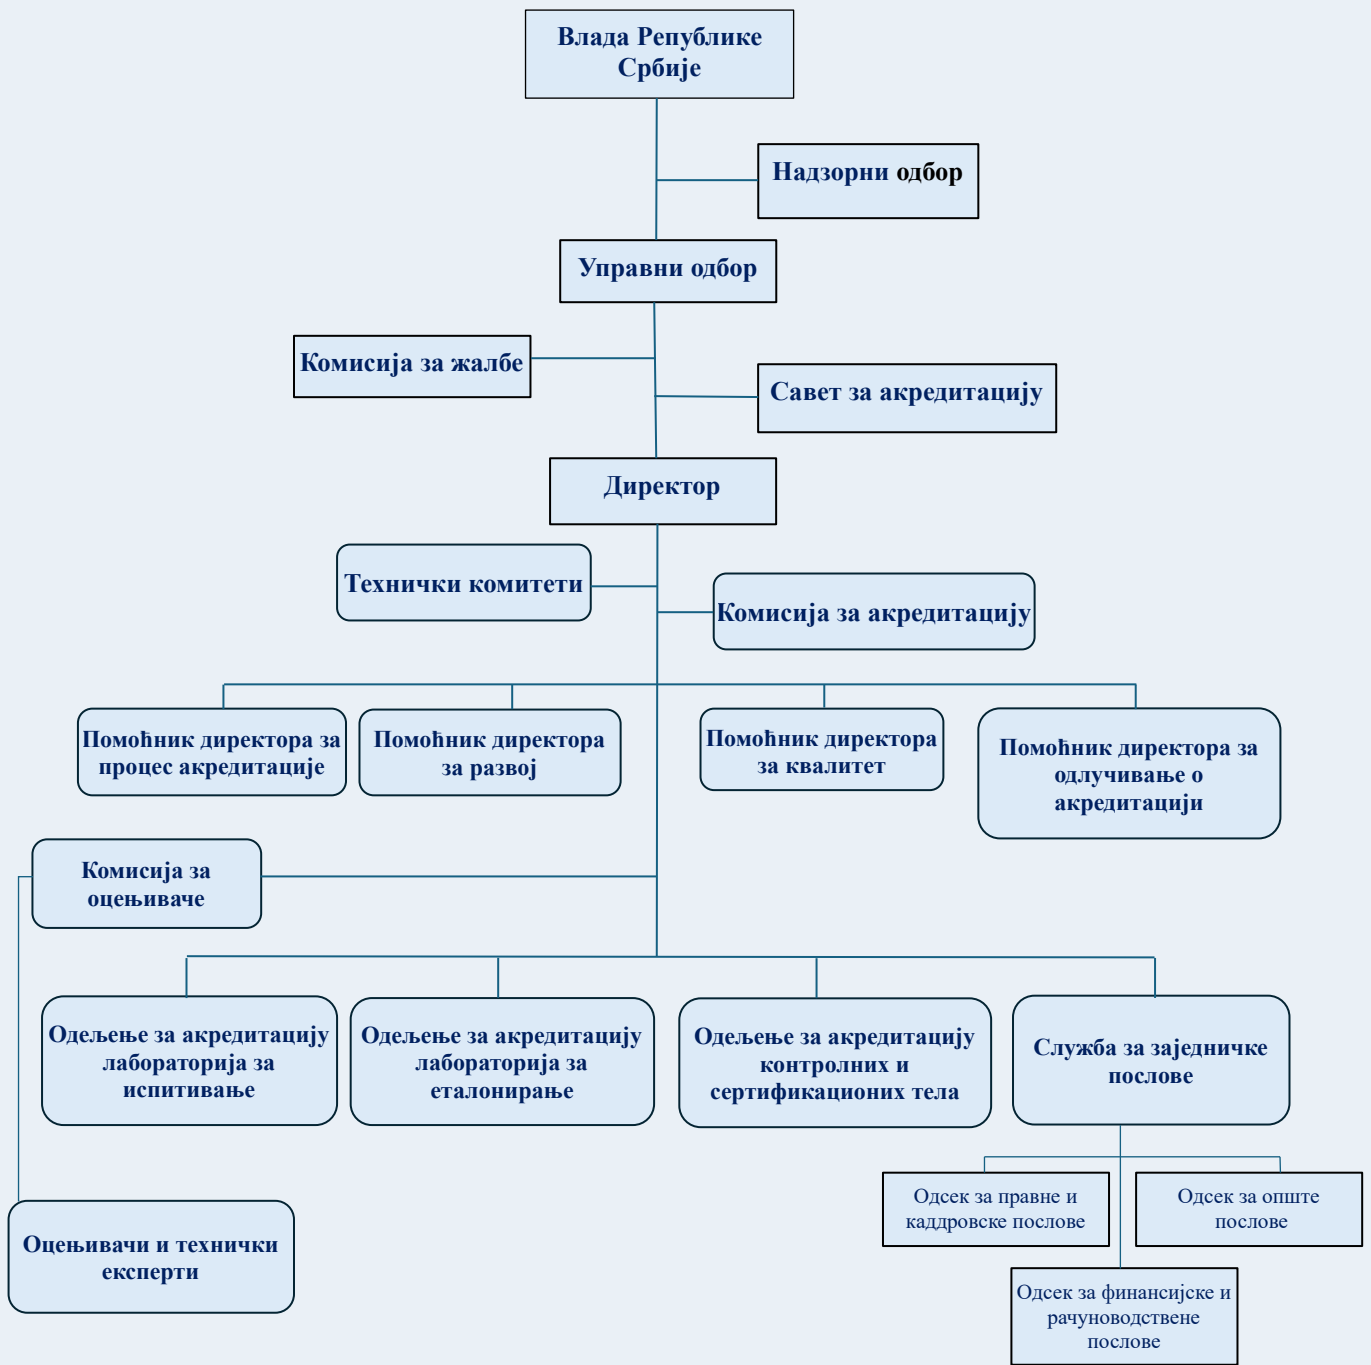 Влада Републике
Србије
Надзорни одбор
Управни одбор
Комисија за жалбе
Савет за акредитацију
Директор
Технички комитети
Комисија за акредитацију
Помоћник директора за
процес акредитације
Помоћник директора
за развој
Помоћник директора
за квалитет
Помоћник директора за
одлучивање о
акредитацији
Комисија за
оцењиваче
Одељење за акредитацију
лабораторија за
испитивање
Одељење за акредитацију
лабораторија за
еталонирање
Одељење за акредитацију
контролних и
сертификационих тела
Служба за заједничке
послове
Одсек за правне и
каддровске послове
Одсек за опште
послове
Оцењивачи и технички
експерти
Одсек за финансијске и
рачуноводствене
послове